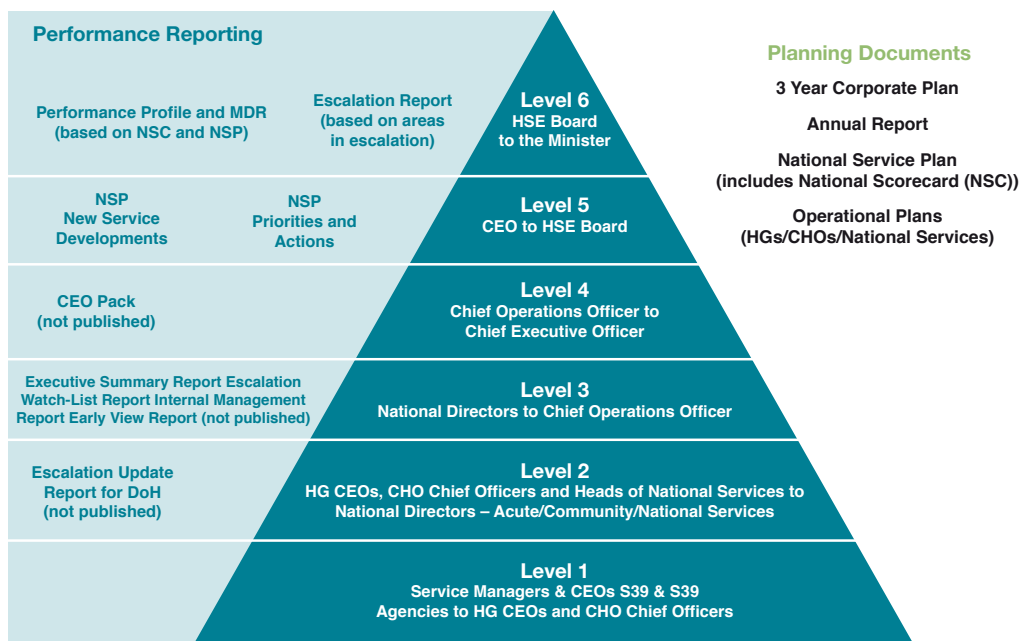 Performance Reporting
Performance Profile and MDR
(based on NSC and NSP)
Escalation Report
(based on areas
in escalation)
Level 6
HSE Board
to the Minister
NSP
New Service
Developments
NSP
Priorities and
Actions
Level 5
CEO to HSE Board
CEO Pack
(not published)
Level 4
Chief Operations Officer to
Chief Executive Officer
Executive Summary Report Escalation
Watch-List Report Internal Management
Report Early View Report (not published)
Level 3
National Directors to Chief Operations Officer
Escalation Update
Report for DoH
(not published)
Level 2
HG CEOs, CHO Chief Officers and Heads of National Services to
National Directors – Acute/Community/National Services
Level 1
Service Managers & CEOs S39 & S39
Agencies to HG CEOs and CHO Chief Officers
Planning Documents
3 Year Corporate Plan
Annual Report
National Service Plan
(includes National Scorecard (NSC))
Operational Plans
(HGs/CHOs/National Services)